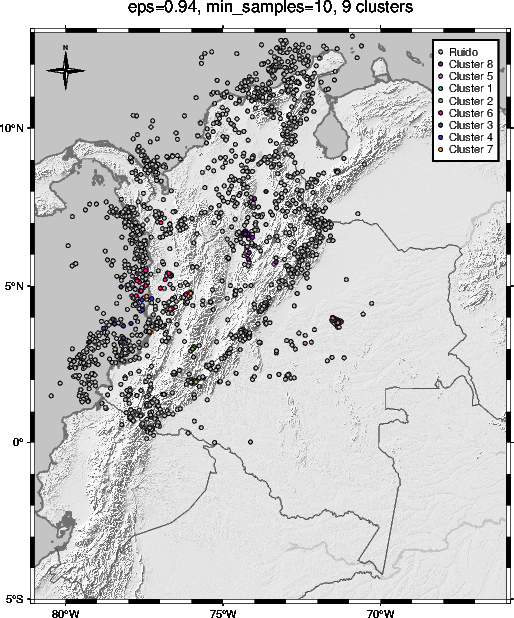 eps=0.94, min_samples=10, 9 clusters
N
Ruido
Cluster 8
Cluster 5
Cluster 1
Cluster 2
Cluster 6
Cluster 3
Cluster 4
Cluster 7
10°N
5°N
0°
5°S
80°W 75°W 70°W